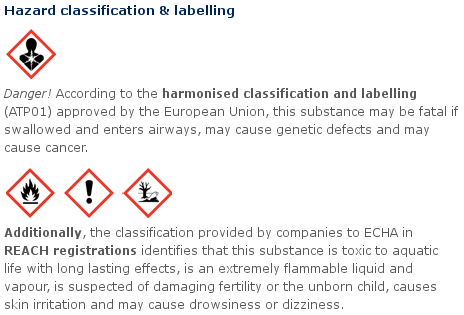 Hazard classification & labelling
Danger! According to the harmonised classification and labelling
(ATP01) approved by the European Union, this substance may be fatal if
swallowed and enters airways, may cause genetic defects and may
cause cancer.
Additionally, the classification provided by companies to ECHA in
REACH registrations identifies that this substance is toxic to aquatic
life with long lasting effects, is an extremely flammable liquid and
vapour, is suspected of damaging fertility or the unborn child, causes
skin irritation and may cause drowsiness or dizziness.